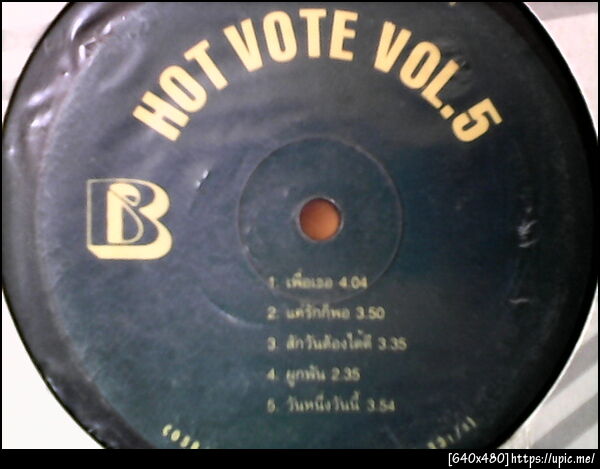 HOT VOTE VOL.5
B
1. เพื่อเธอ 4.04
2. แค่รักก็พอ 3.50
3. สักวันต้องได้ดี 3.35
4. ผูกพัน 2.35
5. วันหนึ่งวันนี้ 3.54
[640x480]https://upic.me/